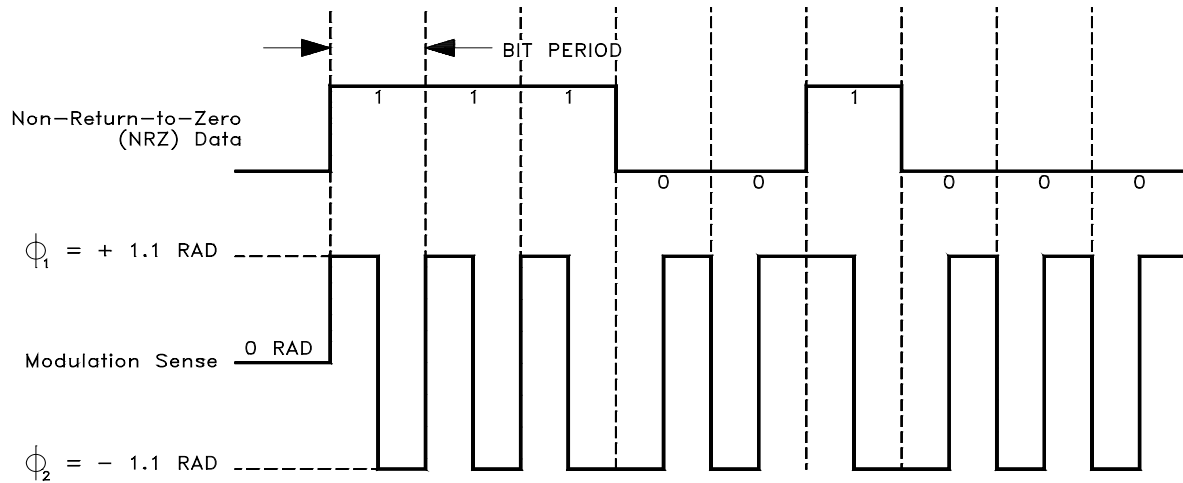 BIT PERIOD
1 1 1 1
Non-Return-to-Zero
(NRZ) Data
0 0 0 0 0
ϕ1 = + 1.1 RAD
0 RAD
Modulation Sense
ϕ2 = - 1.1 RAD